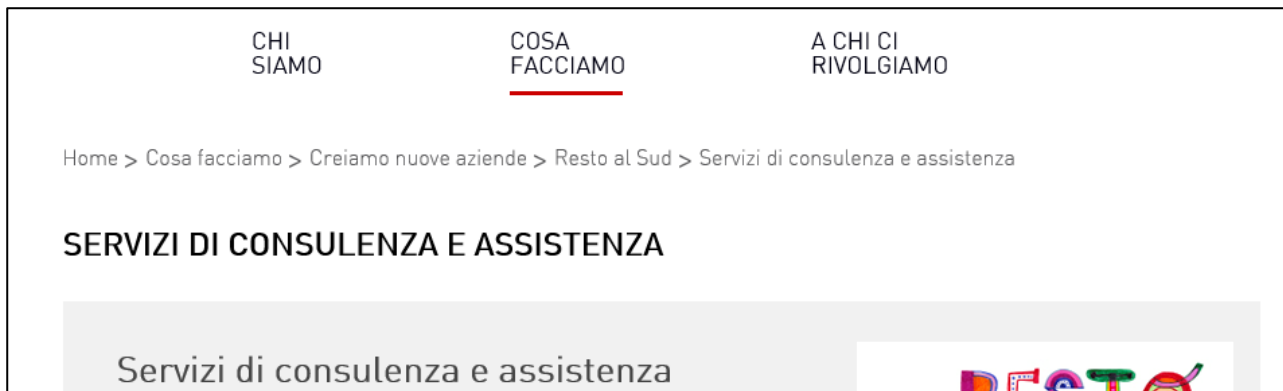 CHI
SIAMO
COSA
FACCIAMO
A CHI CI
RIVOLGIAMO
Home > Cosa facciamo > Creiamo nuove aziende > Resto al Sud > Servizi di consulenza e assistenza
SERVIZI DI CONSULENZA E ASSISTENZA
Servizi di consulenza e assistenza
RESTO